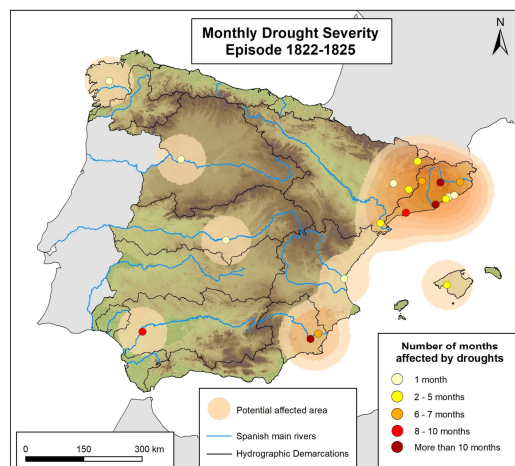 Monthly Drought Severity
Episode 1822-1825
N
Number of months
affected by droughts
1 month
2 - 5 months
6 - 7 months
8 - 10 months
More than 10 months
Potential affected area
Spanish main rivers
Hydrographic Demarcations
0 150 300 km